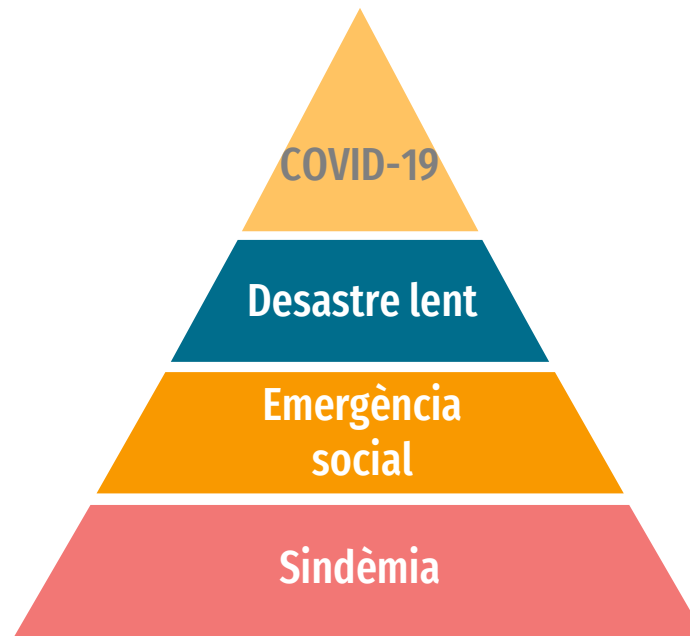 COVID-19
Desastre lent
Emergència
social
Sindèmia